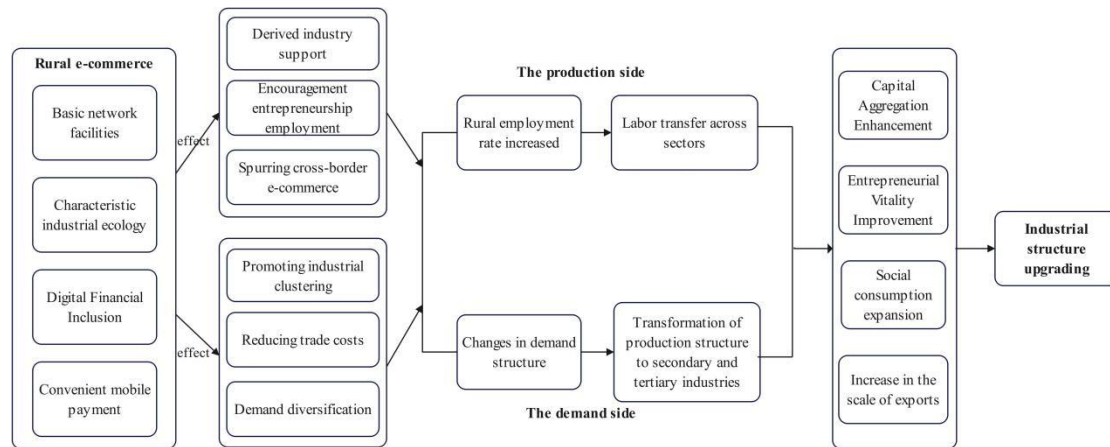 Rural e-commerce
Basic network
facilities
Characteristic
industrial ecology
Digital Financial
Inclusion
Convenient mobile
payment
effect
effect
Derived industry
support
Encouragement
entrepreneurship
employment
Spurring cross-border
e-commerce
Promoting industrial
clustering
Reducing trade costs
Demand diversification
The production side
Rural employment
rate increased
Labor transfer across
sectors
Changes in demand
structure
Transformation of
production structure
to secondary and
tertiary industries
The demand side
Capital
Aggregation
Enhancement
Entrepreneurial
Vitality
Improvement
Social
consumption
expansion
Increase in the
scale of exports
Industrial
structure
upgrading